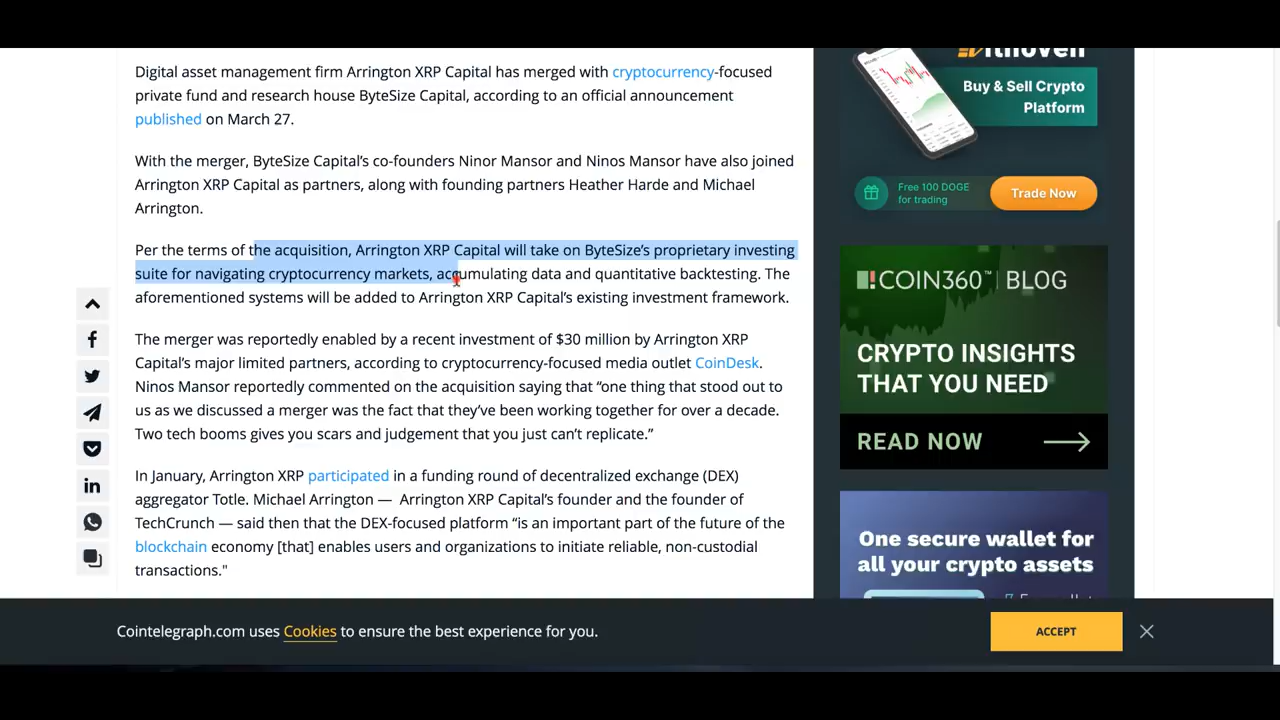 Digital asset management firm Arrington XRP Capital has merged with cryptocurrency-focused
private fund and research house ByteSize Capital, according to an official announcement
published on March 27.
With the merger, ByteSize Capital’s co-founders Ninor Mansor and Ninos Mansor have also joined
Arrington XRP Capital as partners, along with founding partners Heather Harde and Michael
Arrington.
Per the terms of the acquisition, Arrington XRP Capital will take on ByteSize’s proprietary investing
suite for navigating cryptocurrency markets, accumulating data and quantitative backtesting. The
aforementioned systems will be added to Arrington XRP Capital’s existing investment framework.
The merger was reportedly enabled by a recent investment of $30 million by Arrington XRP
Capital’s major limited partners, according to cryptocurrency-focused media outlet CoinDesk.
Ninos Mansor reportedly commented on the acquisition saying that “one thing that stood out to
us as we discussed a merger was the fact that they’ve been working together for over a decade.
Two tech booms gives you scars and judgement that you just can’t replicate.”
In January, Arrington XRP participated in a funding round of decentralized exchange (DEX)
aggregator Totle. Michael Arrington — Arrington XRP Capital’s founder and the founder of
TechCrunch — said then that the DEX-focused platform “is an important part of the future of the
blockchain economy [that] enables users and organizations to initiate reliable, non-custodial
transactions."
Buy & Sell Crypto
Platform
Free 100 DOGE
for trading
Trade Now
COIN360™ | BLOG
CRYPTO INSIGHTS
THAT YOU NEED
READ NOW
One secure wallet for
all your crypto assets
Cointelegraph.com uses Cookies to ensure the best experience for you.
ACCEPT